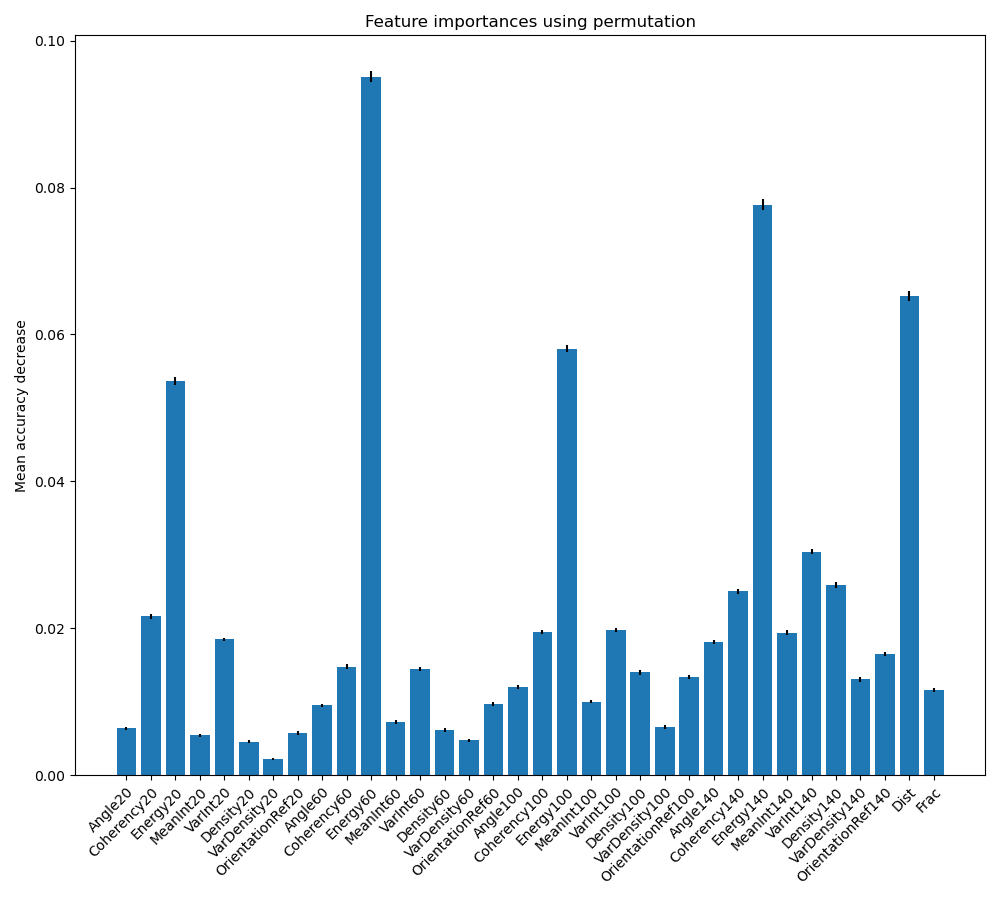 Feature importances using permutation
0.10
0.08
0.06
0.04
0.02
0.00
Mean accuracy decrease
Angle20
Coherency20
Energy20
MeanInt20
VarInt20
Density20
VarDensity20
OrientationRef20
Angle60
Coherency60
Energy60
MeanInt60
VarInt60
Density60
VarDensity60
OrientationRef60
Angle100
Coherency100
Energy100
MeanInt100
VarInt100
Density100
VarDensity100
OrientationRef100
Angle140
Coherency140
Energy140
MeanInt140
VarInt140
Density140
VarDensity140
OrientationRef140
Dist
Frac